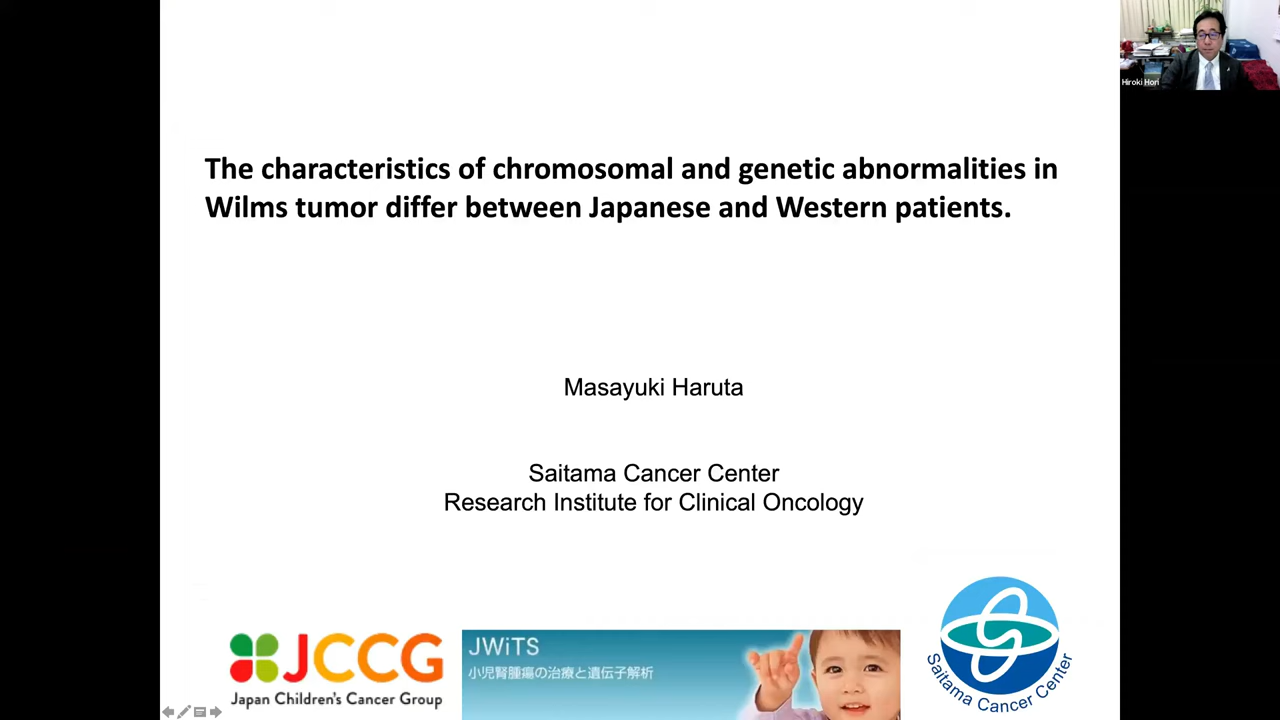 Hiroki Hori
The characteristics of chromosomal and genetic abnormalities in
Wilms tumor differ between Japanese and Western patients.
Masayuki Haruta
Saitama Cancer Center
Research Institute for Clinical Oncology
JCCG
Japan Children's Cancer Group
JWiTS
小児腎腫瘍の治療と遺伝子解析
Saitama Cancer Center